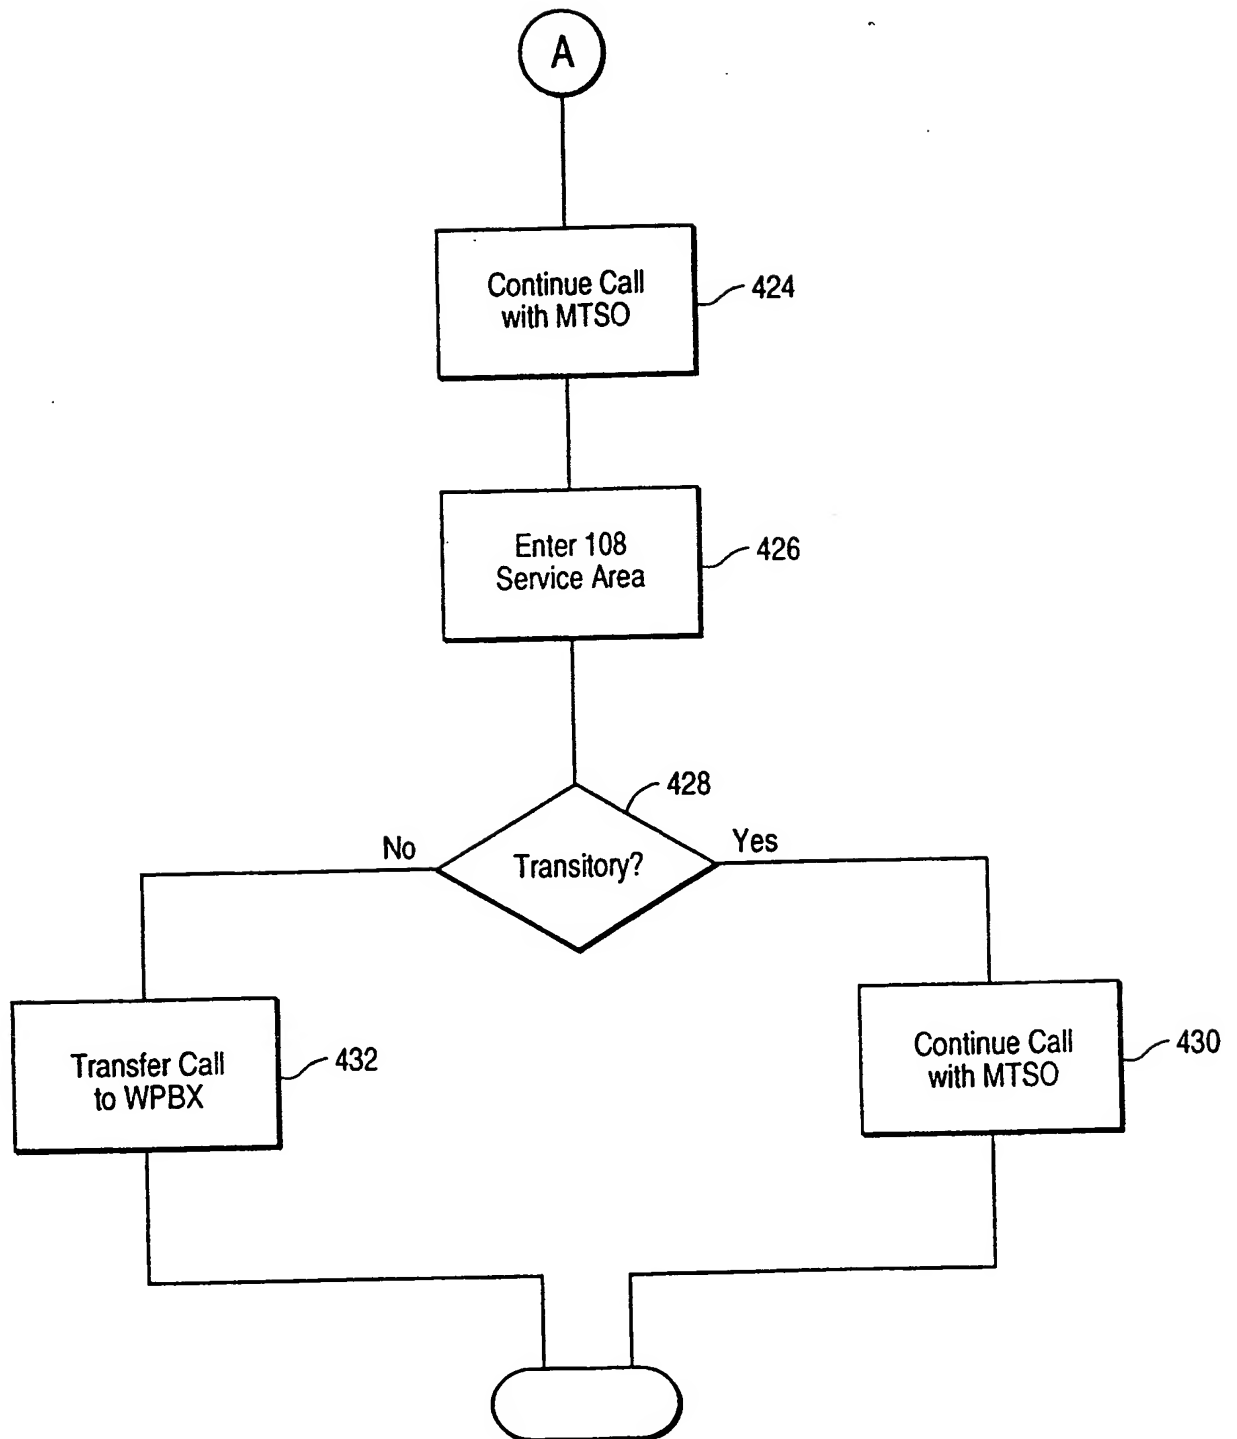 A
Continue Call
with MTSO
424
Enter 108
Service Area
426
428
No
Yes
Transitory?
Transfer Call
to WPBX
432
Continue Call
with MTSO
430